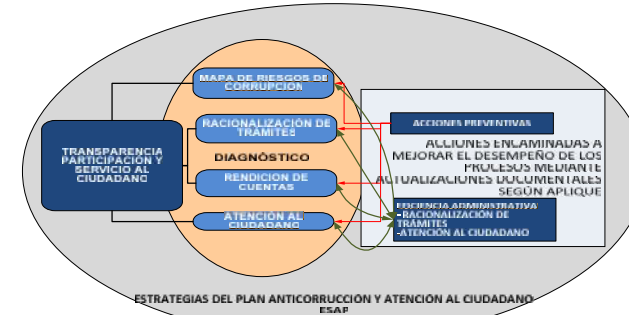 MAPA DE RIESGOS DE
CORRUPCIÓN
RACIONALIZACIÓN DE
TRÁMITES
DIAGNÓSTICO
RENDICION DE
CUENTAS
ATENCIÓN AL
CIUDADANO
TRANSPARENCIA
PARTICIPACIÓN Y
SERVICIO AL
CIUDADANO
ACCIONES PREVENTIVAS
ACCIONES ENCAMINADAS A
MEJORAR EL DESEMPEÑO DE LOS
PROCESOS MEDIANTE
ACTUALIZACIONES DOCUMENTALES
SEGÚN APLIQUE
EFICIENCIA ADMINISTRATIVA
-RACIONALIZACIÓN DE
TRÁMITES
-ATENCIÓN AL CIUDADANO
ESTRATEGIAS DEL PLAN ANTICORRUCCIÓN Y ATENCIÓN AL CIUDADANO
ESAP